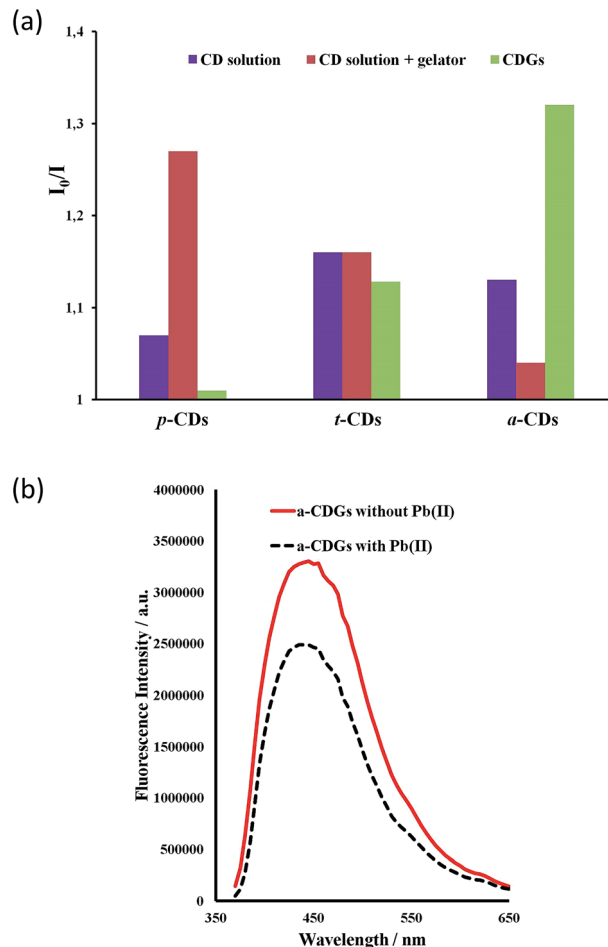 (a)
1,4
CD solution CD solution + gelator CDGs
1,3
I₀/I
1,2
1,1
1
p-CDs t-CDs a-CDs
(b)
4000000
a-CDGs without Pb(II)
3500000
a-CDGs with Pb(II)
3000000
2500000
Fluorescence Intensity / a.u.
2000000
1500000
1000000
500000
0
350 450 550 650
Wavelength / nm